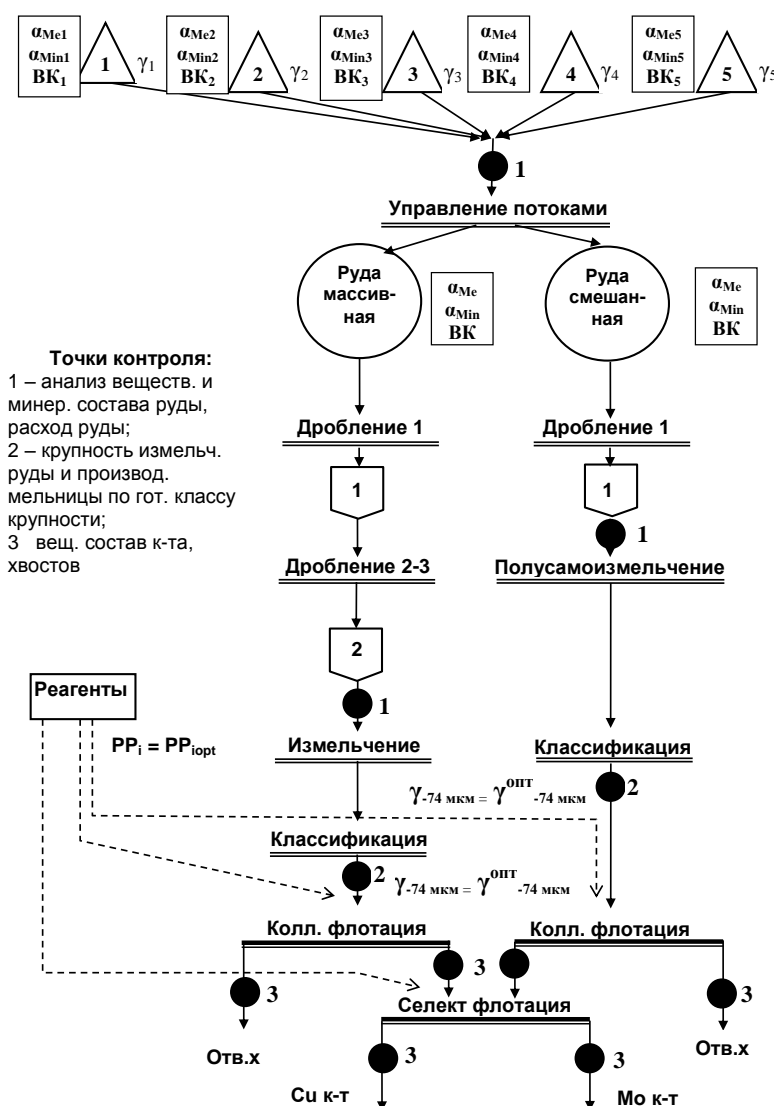 αMe1
αMin1
ВК1
1
γ1
αMe2
αMin2
ВК2
2
γ2
αMe3
αMin3
ВК3
3
γ3
αMe4
αMin4
ВК4
4
γ4
αMe5
αMin5
ВК5
5
γ5
1
Управление потоками
Руда
массив-
ная
αMe
αMin
ВК
Руда
смешан-
ная
αMe
αMin
ВК
Точки контроля:
1 – анализ веществ. и
минер. состава руды,
расход руды;
2 – крупность измельч.
руды и производ.
мельницы по гот. классу
крупности;
3 вещ. состав к-та,
хвостов
Дробление 1
Дробление 1
1
1
1
Дробление 2-3
Полусамоизмельчение
2
1
Реагенты
РРi = РРiopt
Измельчение
Классификация
2
γ-74 мкм = γопт-74 мкм
Классификация
2
γ-74 мкм = γопт-74 мкм
Колл. флотация
Колл. флотация
3
3
3
Селект флотация
Отв.х
Отв.х
3
3
Cu к-т
Мо к-т